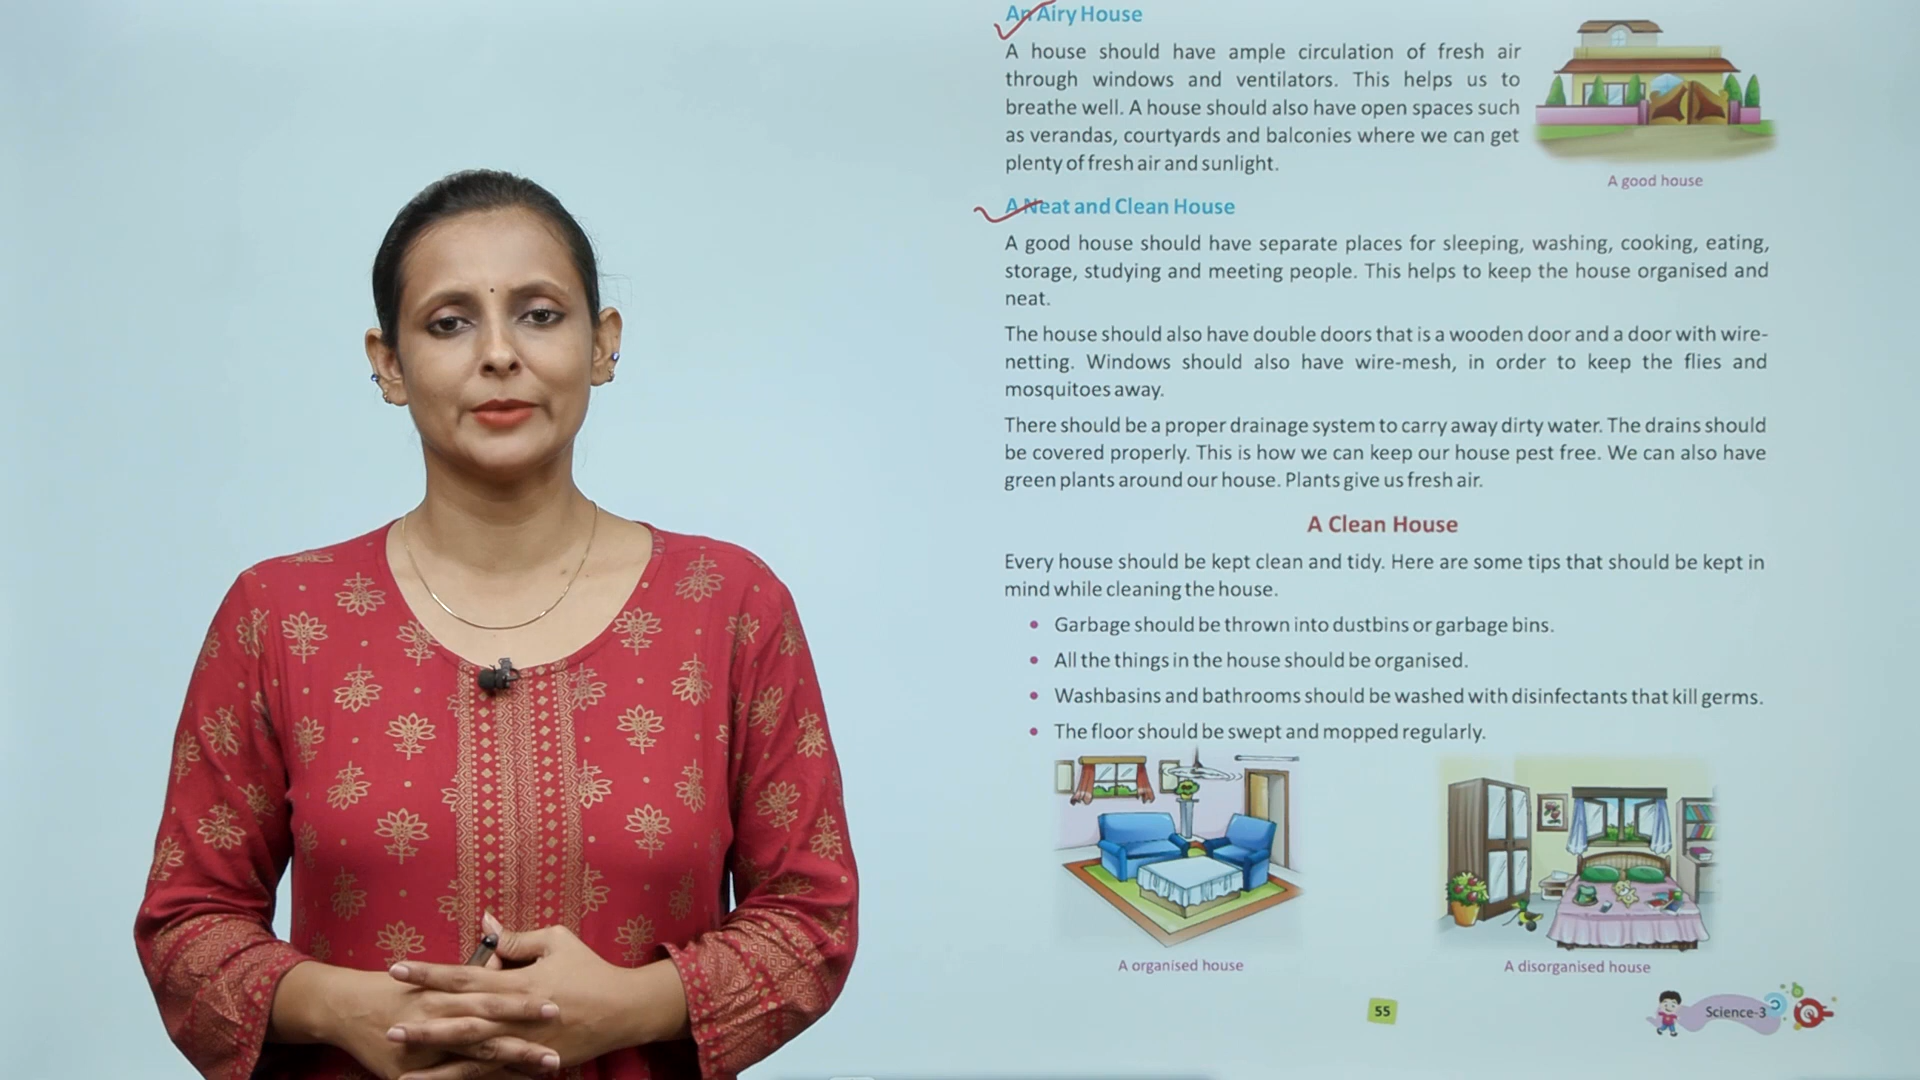 An Airy House
A house should have ample circulation of fresh air
through windows and ventilators. This helps us to
breathe well. A house should also have open spaces such
as verandas, courtyards and balconies where we can get
plenty of fresh air and sunlight.
A good house
A Neat and Clean House
A good house should have separate places for sleeping, washing, cooking, eating,
storage, studying and meeting people. This helps to keep the house organised and
neat.
The house should also have double doors that is a wooden door and a door with wire-
netting. Windows should also have wire-mesh, in order to keep the flies and
mosquitoes away.
There should be a proper drainage system to carry away dirty water. The drains should
be covered properly. This is how we can keep our house pest free. We can also have
green plants around our house. Plants give us fresh air.
A Clean House
Every house should be kept clean and tidy. Here are some tips that should be kept in
mind while cleaning the house.
• Garbage should be thrown into dustbins or garbage bins.
• All the things in the house should be organised.
• Washbasins and bathrooms should be washed with disinfectants that kill germs.
• The floor should be swept and mopped regularly.
A organised house
A disorganised house
55
Science-3